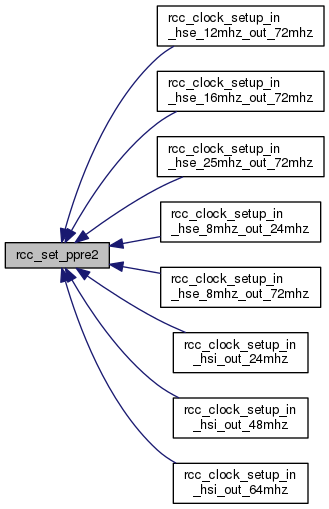 rcc_clock_setup_in
_hse_12mhz_out_72mhz
rcc_clock_setup_in
_hse_16mhz_out_72mhz
rcc_clock_setup_in
_hse_25mhz_out_72mhz
rcc_clock_setup_in
_hse_8mhz_out_24mhz
rcc_set_ppre2
rcc_clock_setup_in
_hse_8mhz_out_72mhz
rcc_clock_setup_in
_hsi_out_24mhz
rcc_clock_setup_in
_hsi_out_48mhz
rcc_clock_setup_in
_hsi_out_64mhz